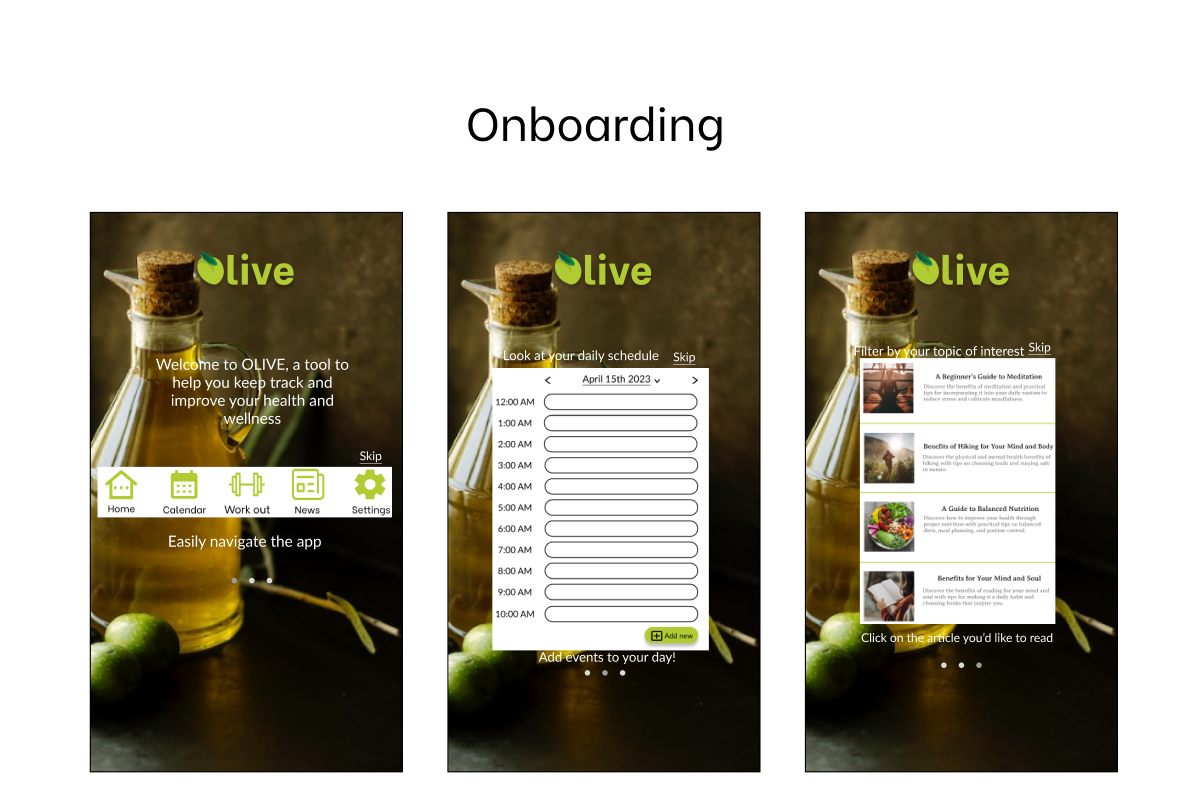 Onboarding
Olive
Welcome to OLIVE, a tool to
help you keep track and
improve your health and
wellness
Skip
Home Calendar Work out News Settings
Easily navigate the app
Olive
Look at your daily schedule Skip
< April 15th 2023 >
12:00 AM
1:00 AM
2:00 AM
3:00 AM
4:00 AM
5:00 AM
6:00 AM
7:00 AM
8:00 AM
9:00 AM
10:00 AM
Add new
Add events to your day!
Olive
Filter by your topic of interest Skip
A Beginner's Guide to Meditation
Discover the benefits of meditation and practical
tips for incorporating it into your daily routine to
reduce stress and cultivate mindfulness.
Benefits of Hiking for Your Mind and Body
Discover the physical and mental health benefits of
hiking with tips on choosing trails and staying safe
in nature.
A Guide to Balanced Nutrition
Discover how to improve your health through
proper nutrition with practical tips on balanced
diets, meal planning, and portion control.
Benefits for Your Mind and Soul
Discover the benefits of reading for your mind and
soul with tips for making it a daily habit and
choosing books that inspire you.
Click on the article you'd like to read